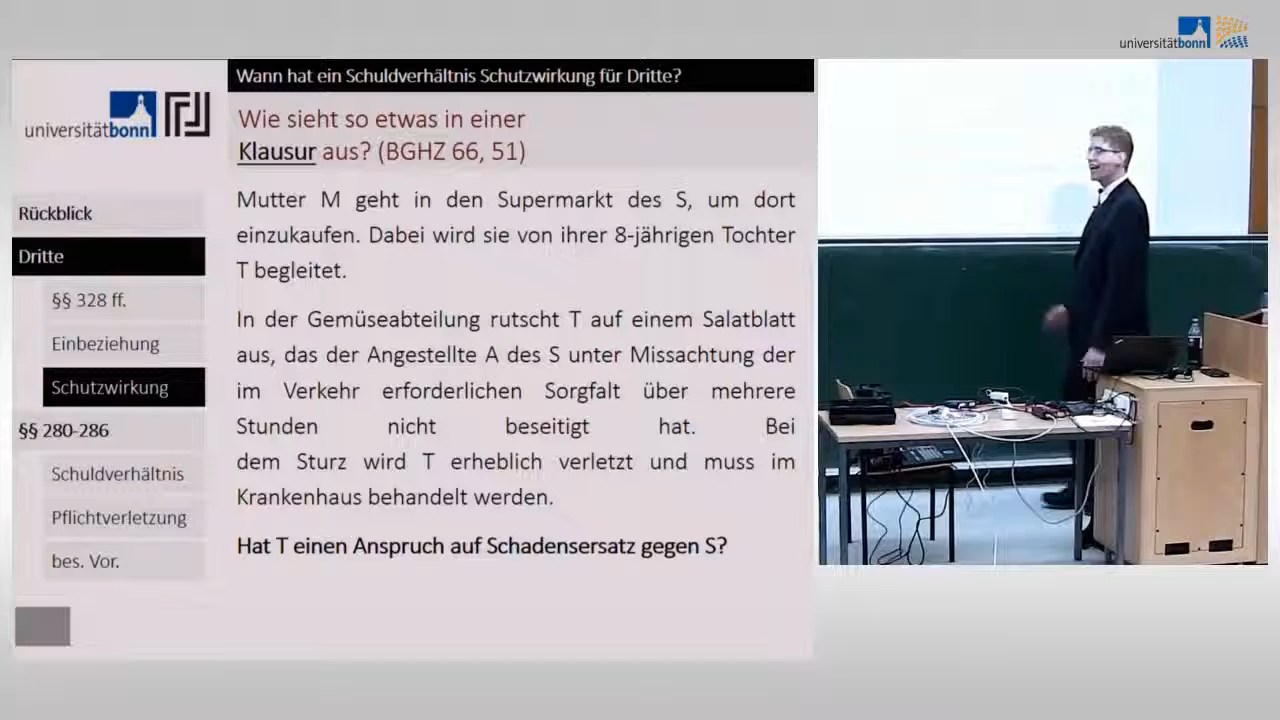 universitätbonn
Wann hat ein Schuldverhältnis Schutzwirkung für Dritte?
universitätbonn
Wie sieht so etwas in einer
Klausur aus? (BGHZ 66, 51)
Rückblick
Dritte
§§ 328 ff.
Einbeziehung
Schutzwirkung
§§ 280-286
Schuldverhältnis
Pflichtverletzung
bes. Vor.
Mutter M geht in den Supermarkt des S, um dort
einzukaufen. Dabei wird sie von ihrer 8-jährigen Tochter
T begleitet.
In der Gemüseabteilung rutscht T auf einem Salatblatt
aus, das der Angestellte A des S unter Missachtung der
im Verkehr erforderlichen Sorgfalt über mehrere
Stunden nicht beseitigt hat. Bei
dem Sturz wird T erheblich verletzt und muss im
Krankenhaus behandelt werden.
Hat T einen Anspruch auf Schadensersatz gegen S?